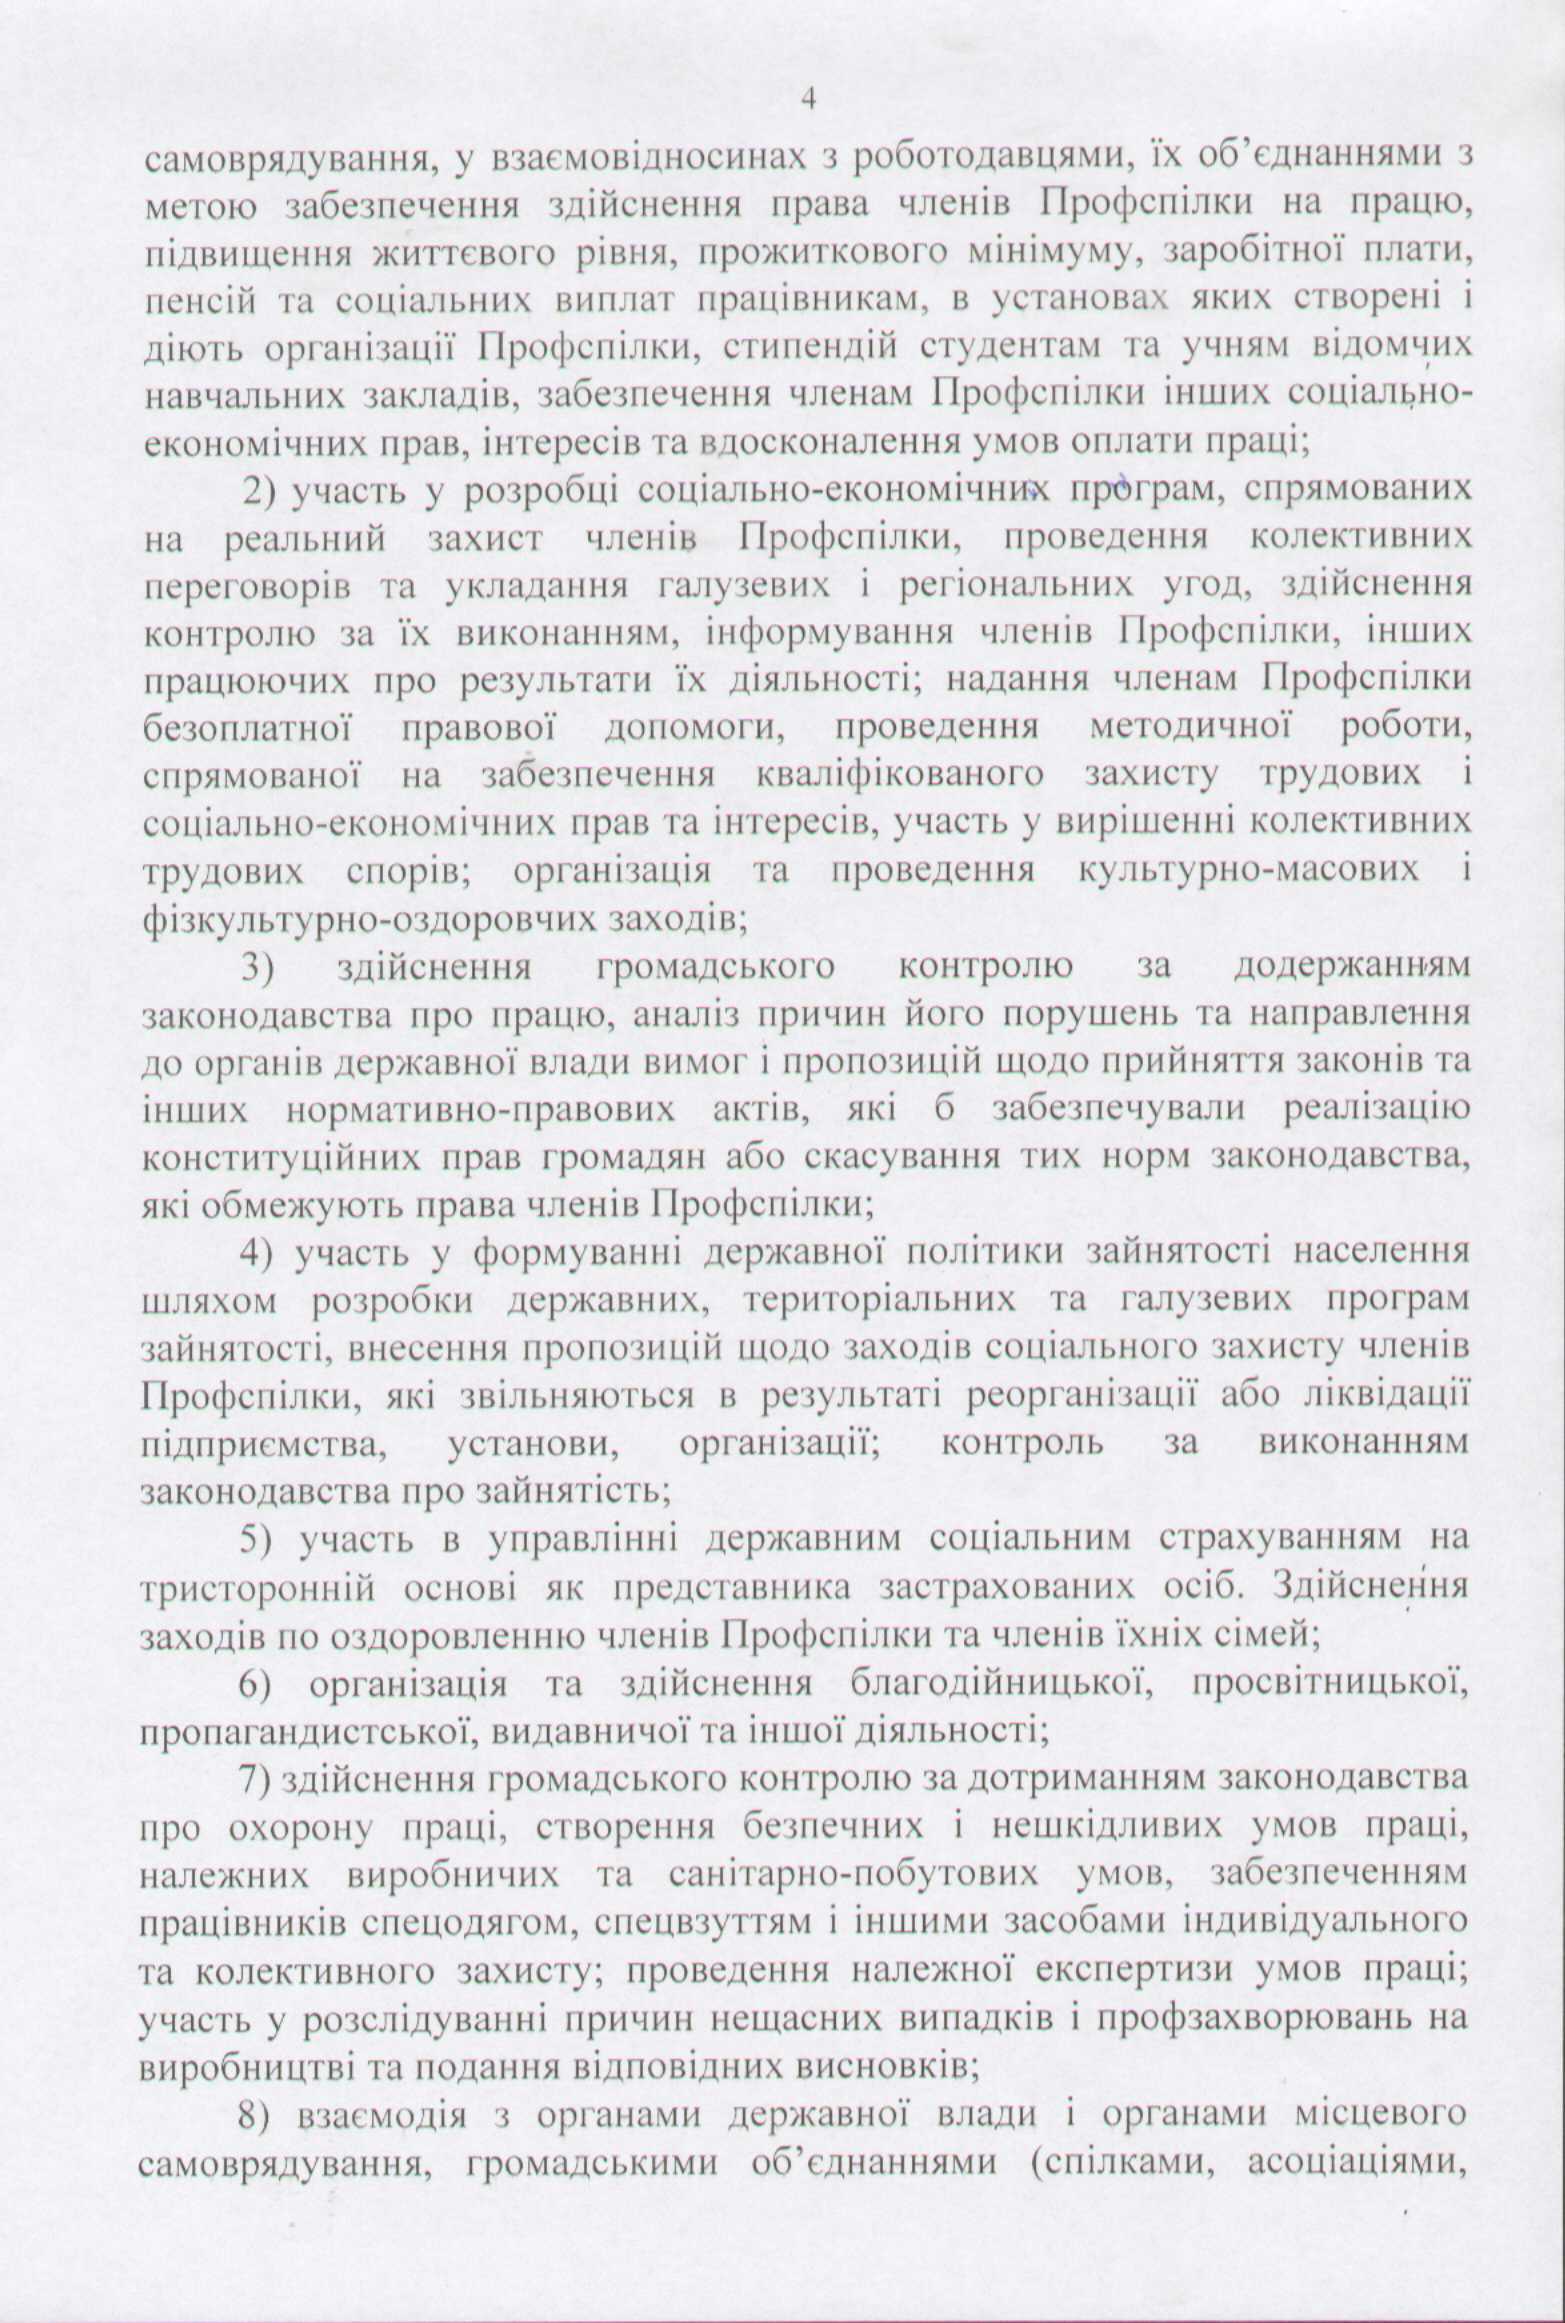 4
самоврядування, у взаємовідносинах з роботодавцями, їх об’єднаннями з
метою забезпечення здійснення права членів Профспілки на працю,
підвищення життєвого рівня, прожиткового мінімуму, заробітної плати,
пенсій та соціальних виплат працівникам, в установах яких створені і
діють організації Профспілки, стипендій студентам та учням відомчих
навчальних закладів, забезпечення членам Профспілки інших соціально-
економічних прав, інтересів та вдосконалення умов оплати праці;
2) участь у розробці соціально-економічних програм, спрямованих
на реальний захист членів Профспілки, проведення колективних
переговорів та укладання галузевих і регіональних угод, здійснення
контролю за їх виконанням, інформування членів Профспілки, інших
працюючих про результати їх діяльності; надання членам Профспілки
безоплатної правової допомоги, проведення методичної роботи,
спрямованої на забезпечення кваліфікованого захисту трудових і
соціально-економічних прав та інтересів, участь у вирішенні колективних
трудових спорів; організація та проведення культурно-масових і
фізкультурно-оздоровчих заходів;
3) здійснення громадського контролю за додержанням
законодавства про працю, аналіз причин його порушень та направлення
до органів державної влади вимог і пропозицій щодо прийняття законів та
інших нормативно-правових актів, які б забезпечували реалізацію
конституційних прав громадян або скасування тих норм законодавства,
які обмежують права членів Профспілки;
4) участь у формуванні державної політики зайнятості населення
шляхом розробки державних, територіальних та галузевих програм
зайнятості, внесення пропозицій щодо заходів соціального захисту членів
Профспілки, які звільняються в результаті реорганізації або ліквідації
підприємства, установи, організації; контроль за виконанням
законодавства про зайнятість;
5) участь в управлінні державним соціальним страхуванням на
тристоронній основі як представника застрахованих осіб. Здійснення
заходів по оздоровленню членів Профспілки та членів їхніх сімей;
6) організація та здійснення благодійницької, просвітницької,
пропагандистської, видавничої та іншої діяльності;
7) здійснення громадського контролю за дотриманням законодавства
про охорону праці, створення безпечних і нешкідливих умов праці,
належних виробничих та санітарно-побутових умов, забезпеченням
працівників спецодягом, спецвзуттям і іншими засобами індивідуального
та колективного захисту; проведення належної експертизи умов праці;
участь у розслідуванні причин нещасних випадків і профзахворювань на
виробництві та подання відповідних висновків;
8) взаємодія з органами державної влади і органами місцевого
самоврядування, громадськими об’єднаннями (спілками, асоціаціями,